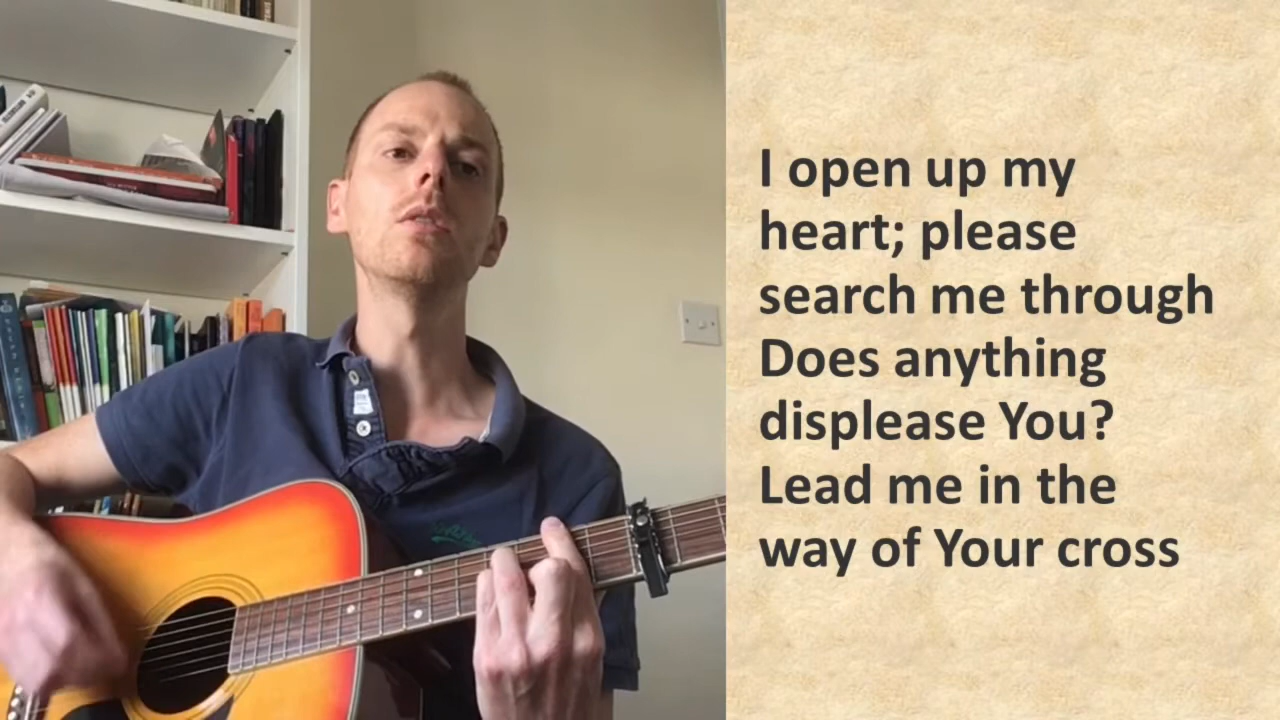 I open up my
heart; please
search me through
Does anything
displease You?
Lead me in the
way of Your cross